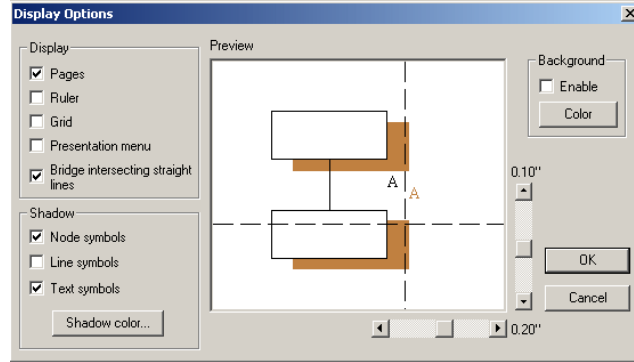 Display Options
Display
Pages
Ruler
Grid
Presentation menu
Bridge intersecting straight
lines
Shadow
Node symbols
Line symbols
Text symbols
Shadow color...
Preview
A
A
Background
Enable
Color
0.10''
0.20''
OK
Cancel